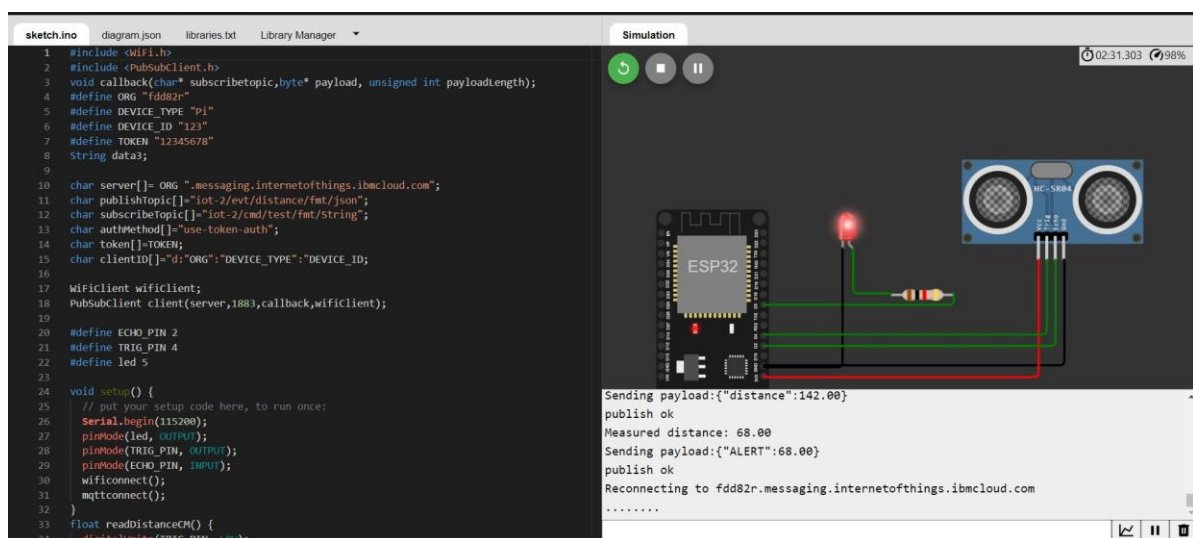 sketch.ino diagram.json libraries.txt Library Manager
1 #include <WiFi.h>
2 #include <PubSubClient.h>
3 void callback(char* subscribetopic,byte* payload, unsigned int payloadLength);
4 #define ORG "fdd82r"
5 #define DEVICE_TYPE "Pi"
6 #define DEVICE_ID "123"
7 #define TOKEN "12345678"
8 String data3;
9
10 char server[]= ORG ".messaging.internetofthings.ibmcloud.com";
11 char publishTopic[]="iot-2/evt/distance/fmt/json";
12 char subscribeTopic[]="iot-2/cmd/test/fmt/String";
13 char authMethod[]="use-token-auth";
14 char token[]=TOKEN;
15 char clientID[]="d:"ORG":"DEVICE_TYPE":"DEVICE_ID;
16
17 WiFiClient wifiClient;
18 PubSubClient client(server,1883,callback,wifiClient);
19
20 #define ECHO_PIN 2
21 #define TRIG_PIN 4
22 #define led 5
23
24 void setup() {
25 // put your setup code here, to run once:
26 Serial.begin(115200);
27 pinMode(led, OUTPUT);
28 pinMode(TRIG_PIN, OUTPUT);
29 pinMode(ECHO_PIN, INPUT);
30 wificonnect();
31 mqttconnect();
32 }
33 float readDistanceCM() {
Simulation
02:31.303 98%
HC-SR04
Vcc
Trig
Echo
Gnd
ESP32
Sending payload:{"distance":142.00}
publish ok
Measured distance: 68.00
Sending payload:{"ALERT":68.00}
publish ok
Reconnecting to fdd82r.messaging.internetofthings.ibmcloud.com
........